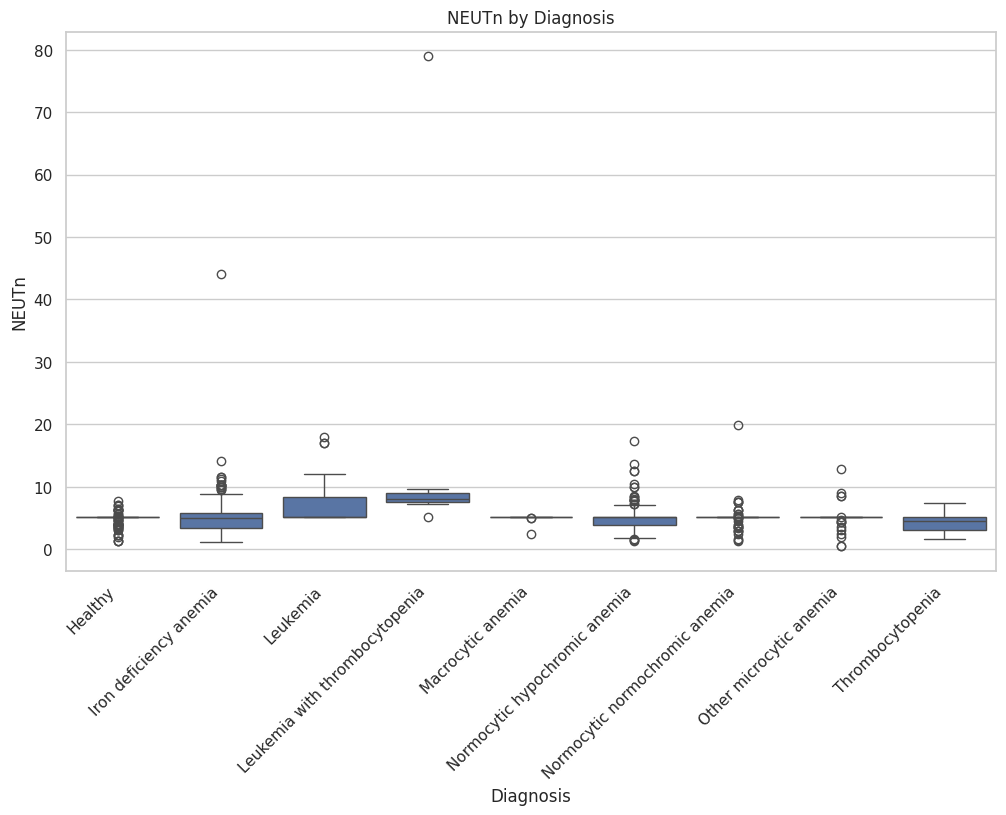 NEUTn by Diagnosis
80
70
60
50
40
30
20
10
0
NEUTn
Healthy
Iron deficiency anemia
Leukemia
Leukemia with thrombocytopenia
Macrocytic anemia
Normocytic hypochromic anemia
Normocytic normochromic anemia
Other microcytic anemia
Thrombocytopenia
Diagnosis